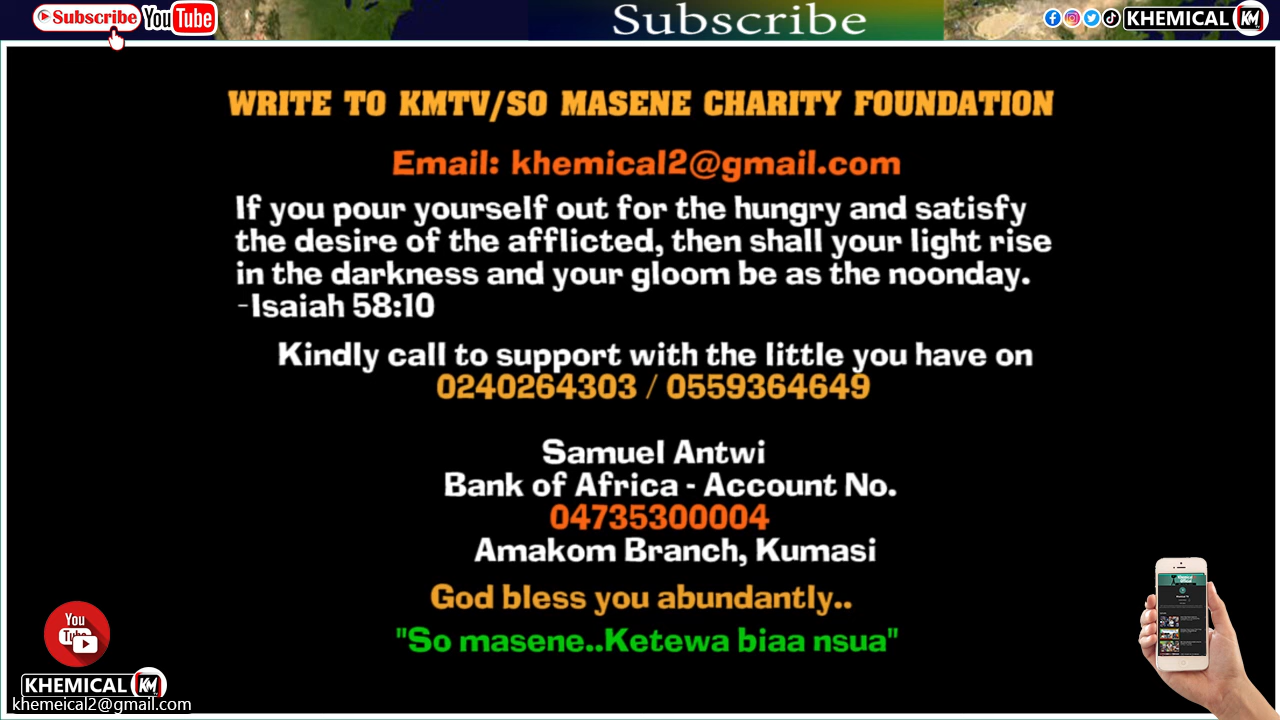 Subscribe YouTube
Subscribe
KHEMICAL KM
WRITE TO KMTV/SO MASENE CHARITY FOUNDATION
Email: khemical2@gmail.com
If you pour yourself out for the hungry and satisfy
the desire of the afflicted, then shall your light rise
in the darkness and your gloom be as the noonday.
-Isaiah 58:10
Kindly call to support with the little you have on
0240264303 / 0559364649
Samuel Antwi
Bank of Africa - Account No.
04735300004
Amakom Branch, Kumasi
God bless you abundantly..
"So masene..Ketewa biaa nsua"
You
Tube
KHEMICAL KM
khemeical2@gmail.com